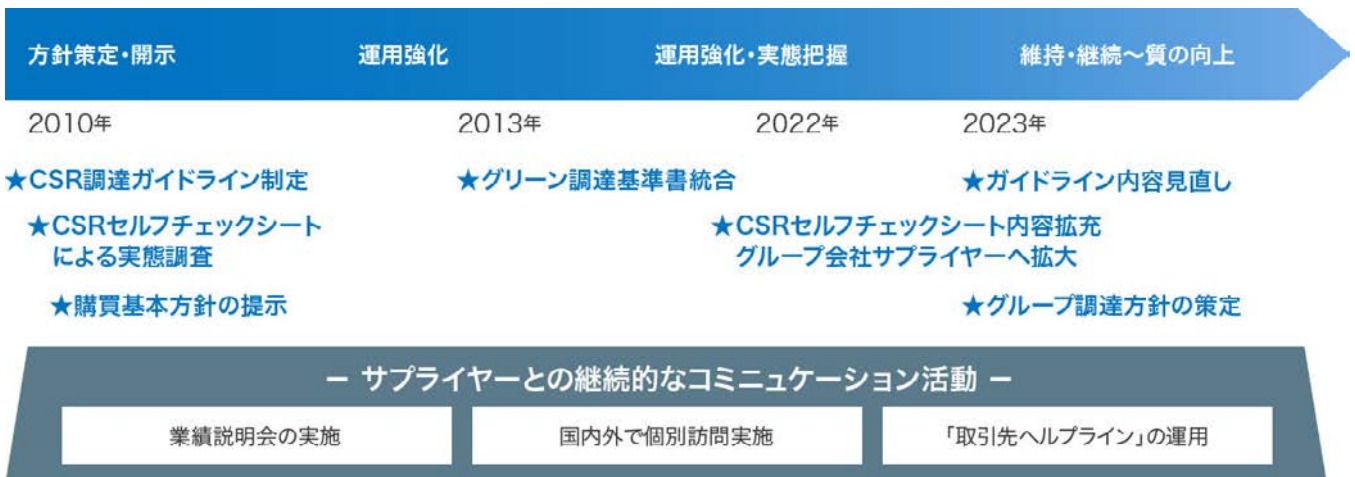 方針策定・開示 運用強化 運用強化・実態把握 維持・継続～質の向上
2010年 2013年 2022年 2023年
★CSR調達ガイドライン制定 ★グリーン調達基準書統合 ★ガイドライン内容見直し
★CSRセルフチェックシート
による実態調査
★CSRセルフチェックシート内容拡充
グループ会社サプライヤーへ拡大
★購買基本方針の提示 ★グループ調達方針の策定
― サプライヤーとの継続的なコミニュケーション活動 ―
業績説明会の実施 国内外で個別訪問実施 「取引先ヘルプライン」の運用